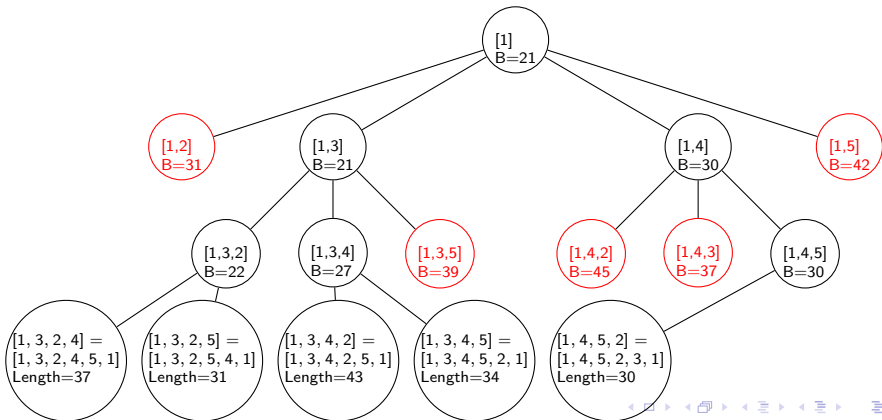 [1]
B=21
[1,2]
B=31
[1,3]
B=21
[1,4]
B=30
[1,5]
B=42
[1,3,2]
B=22
[1,3,4]
B=27
[1,3,5]
B=39
[1,4,2]
B=45
[1,4,3]
B=37
[1,4,5]
B=30
[1, 3, 2, 4] =
[1, 3, 2, 4, 5, 1]
Length=37
[1, 3, 2, 5] =
[1, 3, 2, 5, 4, 1]
Length=31
[1, 3, 4, 2] =
[1, 3, 4, 2, 5, 1]
Length=43
[1, 3, 4, 5] =
[1, 3, 4, 5, 2, 1]
Length=34
[1, 4, 5, 2] =
[1, 4, 5, 2, 3, 1]
Length=30